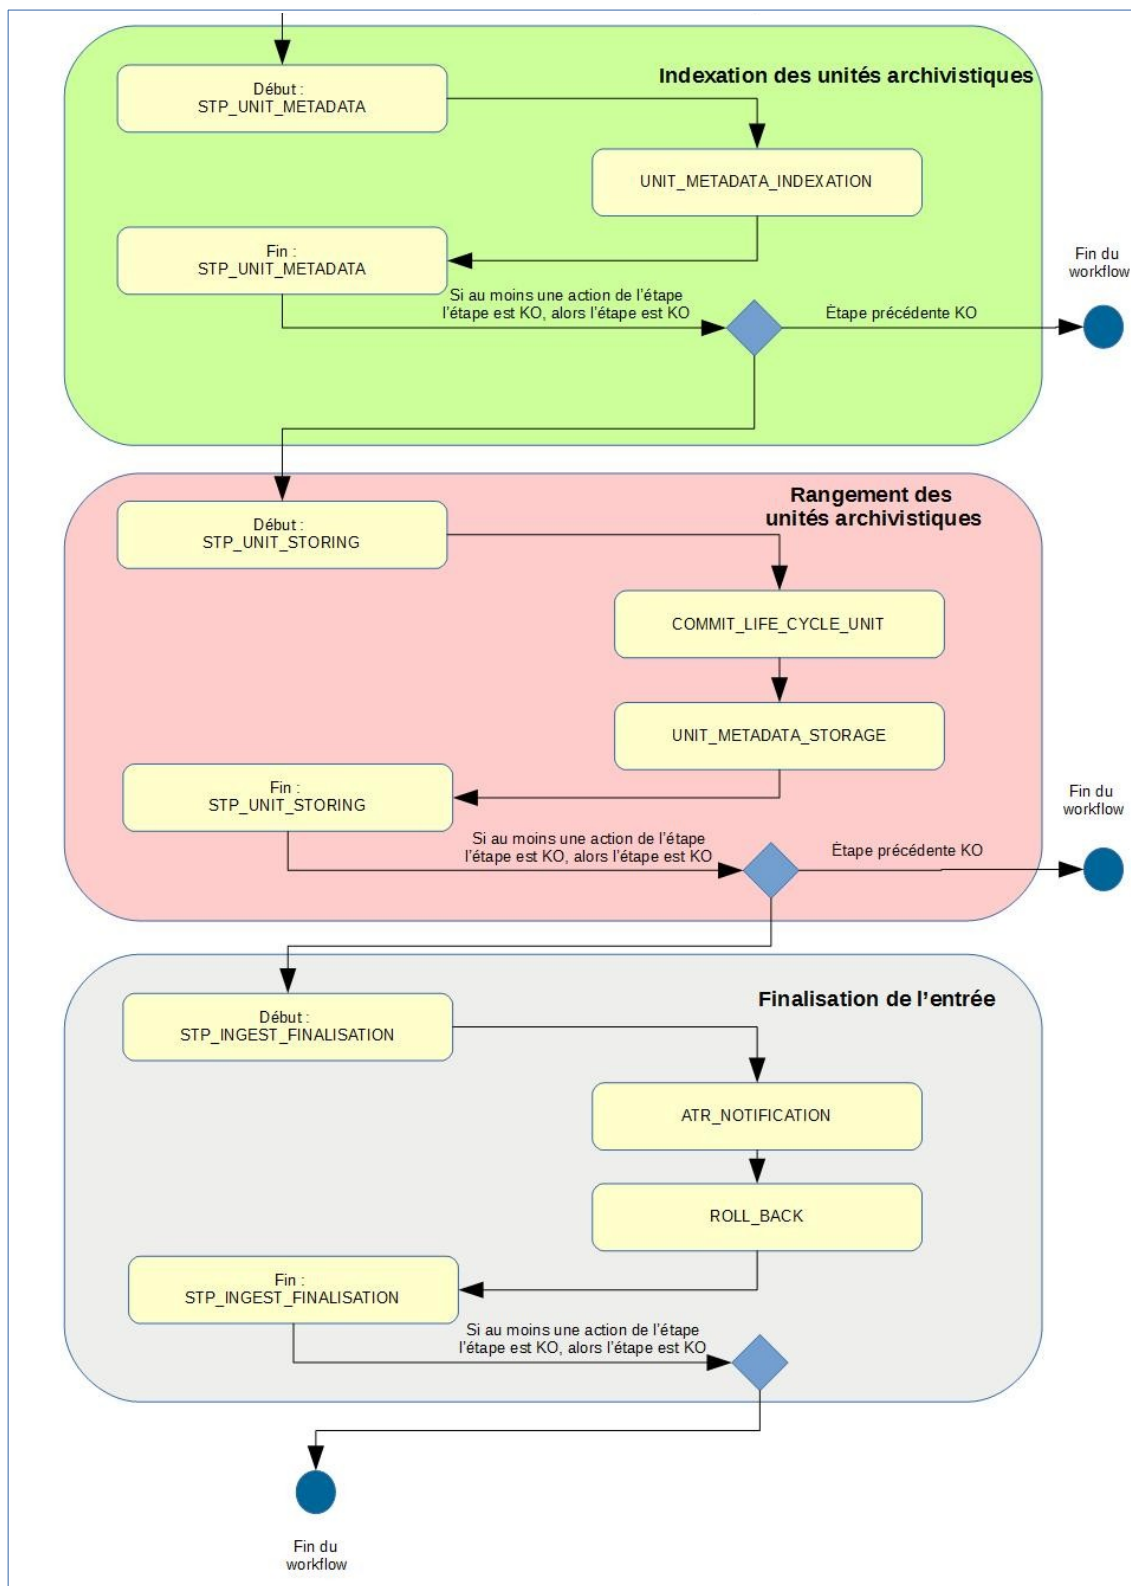 Indexation des unités archivistiques
Début :
STP_UNIT_METADATA
UNIT_METADATA_INDEXATION
Fin :
STP_UNIT_METADATA
Si au moins une action de l'étape
l'étape est KO, alors l'étape est KO
Étape précédente KO
Fin du
workflow
Rangement des
unités archivistiques
Début :
STP_UNIT_STORING
COMMIT_LIFE_CYCLE_UNIT
UNIT_METADATA_STORAGE
Fin :
STP_UNIT_STORING
Si au moins une action de l'étape
l'étape est KO, alors l'étape est KO
Étape précédente KO
Fin du
workflow
Finalisation de l'entrée
Début :
STP_INGEST_FINALISATION
ATR_NOTIFICATION
ROLL_BACK
Fin :
STP_INGEST_FINALISATION
Si au moins une action de l'étape
l'étape est KO, alors l'étape est KO
Fin du
workflow